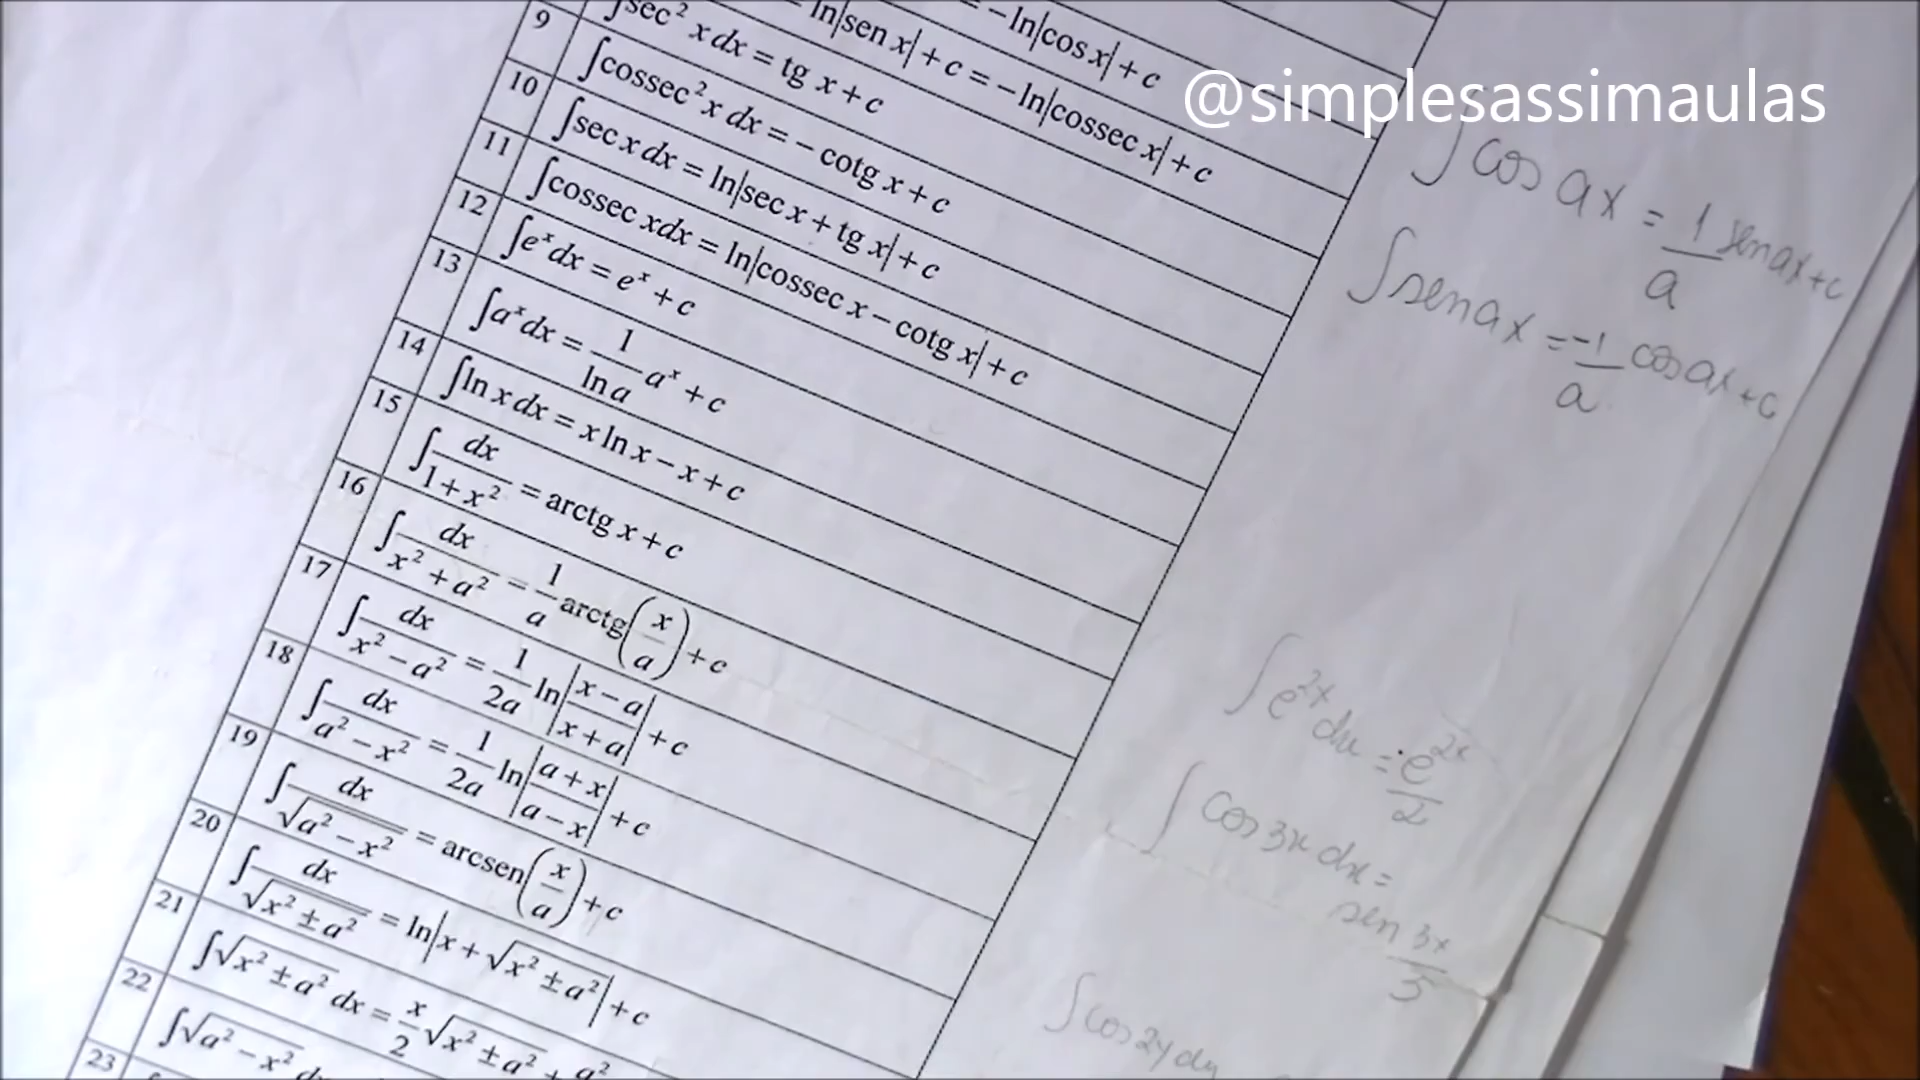 = −ln|cos x| + c
= ln|sen x| + c = −ln|cossec x| + c
9 ∫sec² x dx = tg x + c
10 ∫cossec² x dx = − cotg x + c
11 ∫sec x dx = ln|sec x + tg x| + c
12 ∫cossec xdx = ln|cossec x − cotg x| + c
13 ∫eˣ dx = eˣ + c
14 ∫aˣ dx = 1/ln a aˣ + c
15 ∫ln x dx = x ln x − x + c
16 ∫dx/1 + x² = arctg x + c
17 ∫dx/x² + a² = 1/a arctg(x/a) + c
18 ∫dx/x² − a² = 1/2a ln|x − a/x + a| + c
19 ∫dx/a² − x² = 1/2a ln|a + x/a − x| + c
20 ∫dx/√a² − x² = arcsen(x/a) + c
21 ∫dx/√x² ± a² = ln|x + √x² ± a²| + c
22 ∫√x² ± a² dx = x/2 √x² ± a²
23 ∫√a² − x²
@simplesassimaulas
∫ cos ax = 1/a sen ax + c
∫ sen ax = −1/a cos ax + c
∫ e²ˣ dx = e²ˣ/2
∫ cos 3x dx =
sen 3x
∫ cos 2y dy